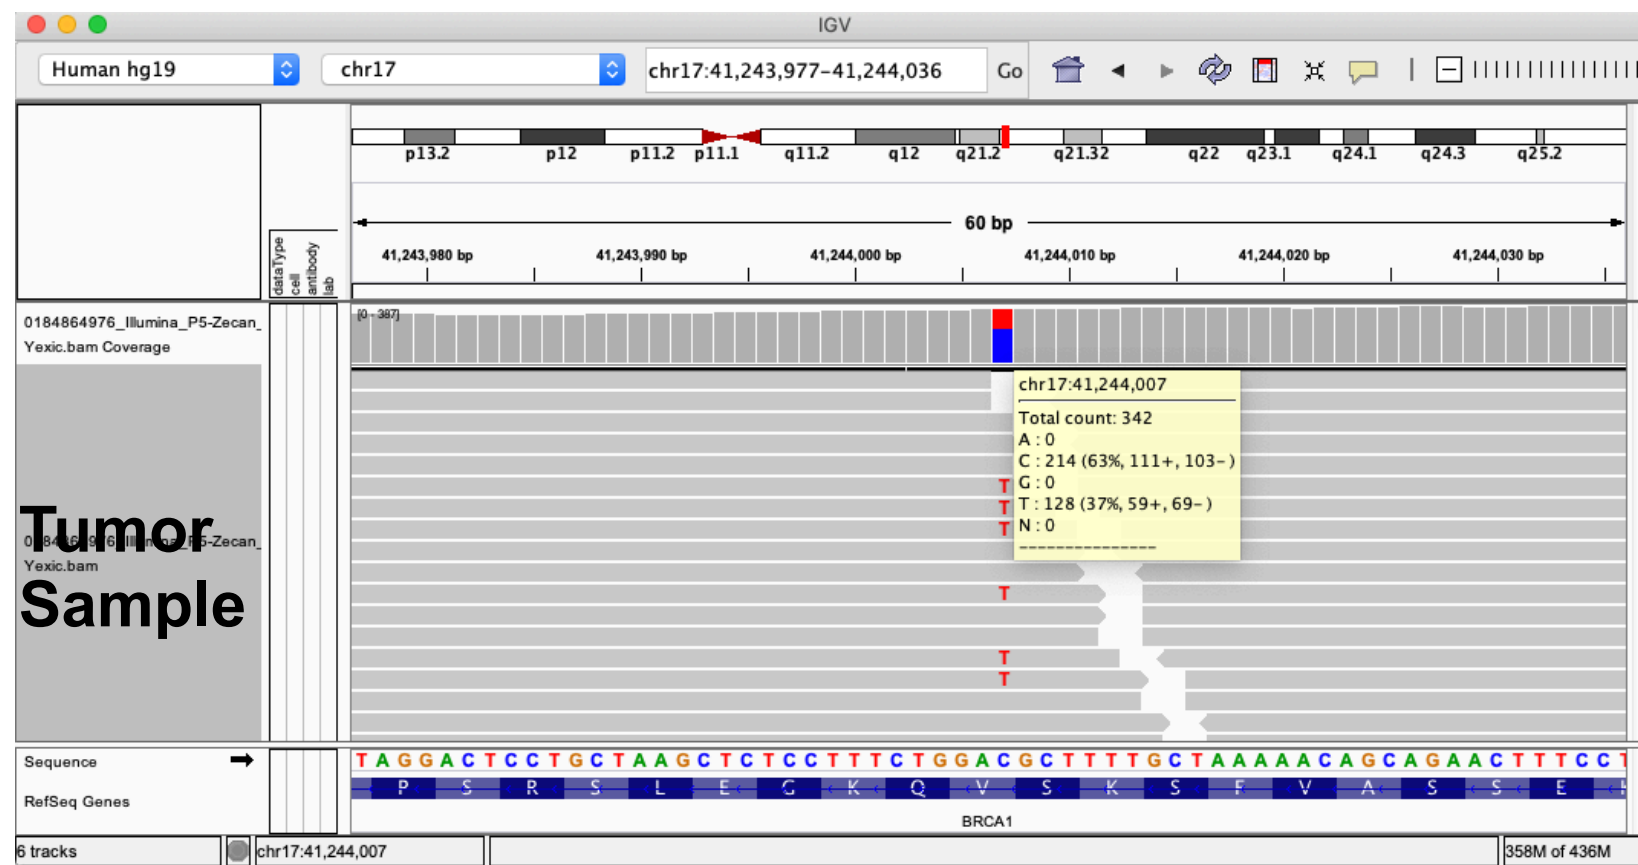 IGV
Human hg19
chr17
chr17:41,243,977-41,244,036
Go
p13.2 p12 p11.2 p11.1 q11.2 q12 q21.2 q21.32 q22 q23.1 q24.1 q24.3 q25.2
60 bp
41,243,980 bp 41,243,990 bp 41,244,000 bp 41,244,010 bp 41,244,020 bp 41,244,030 bp
dataType
cell
antibody
lab
0184864976_Illumina_P5-Zecan_
Yexic.bam Coverage
[0 - 387]
chr17:41,244,007
Total count: 342
A : 0
C : 214 (63%, 111+, 103- )
G : 0
T : 128 (37%, 59+, 69- )
N : 0
---------------
T
T
T
T
T
T
Tumor
0184864976_Illumina_P5-Zecan_
Yexic.bam
Sample
Sequence
T A G G A C T C C T G C T A A G C T C T C C T T T C T G G A C G C T T T T G C T A A A A A C A G C A G A A C T T T C C T
RefSeq Genes
P S R S L E G K Q V S K S F V A S S E
BRCA1
6 tracks
chr17:41,244,007
358M of 436M